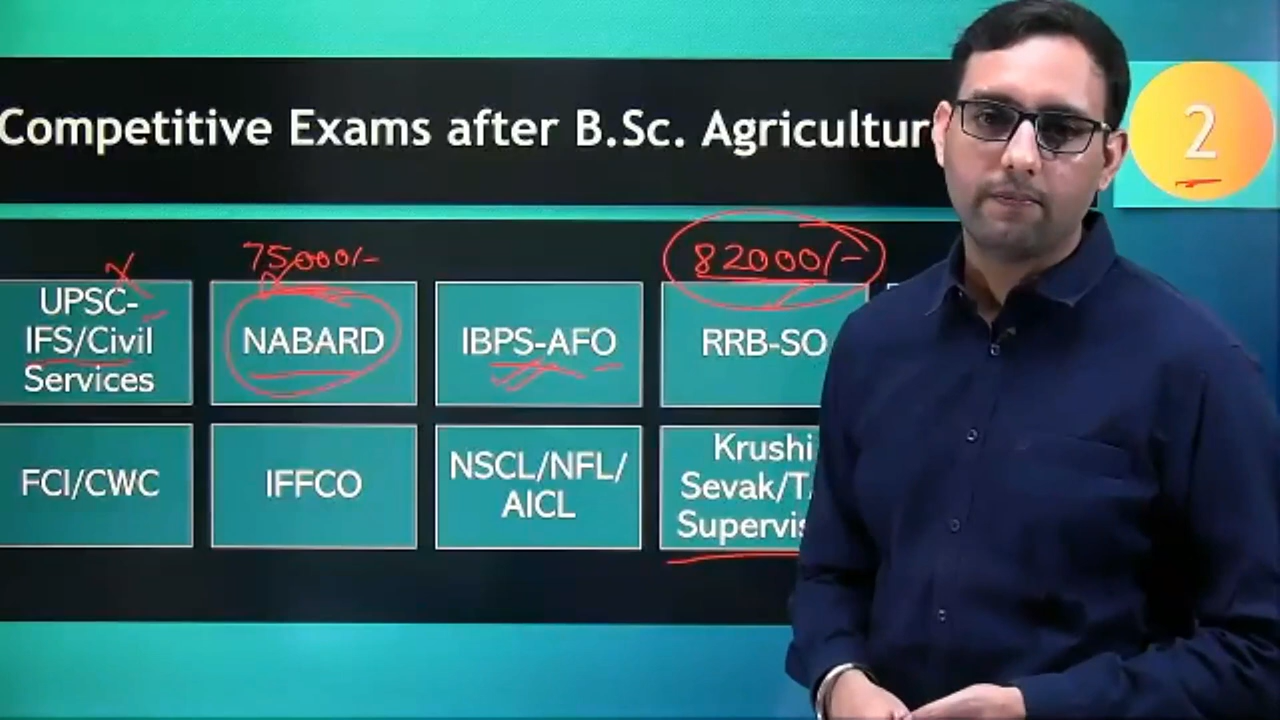 Competitive Exams after B.Sc. Agricultur
2
75000/-
82000/-
UPSC-
IFS/Civil
Services
NABARD
IBPS-AFO
RRB-SO
FCI/CWC
IFFCO
NSCL/NFL/
AICL
Krushi
Sevak/T
Supervis